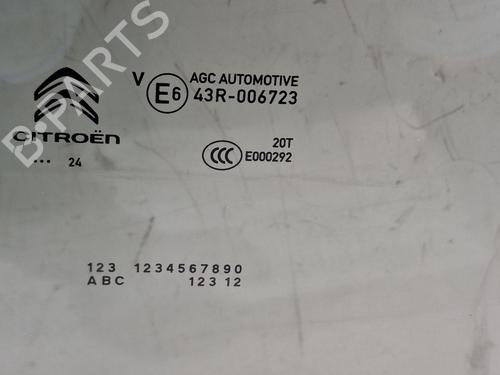 V E6 AGC AUTOMOTIVE
43R-006723
CITROËN
... 24
CCC 20T
E000292
123 1234567890
ABC 123 12
B-PARTS